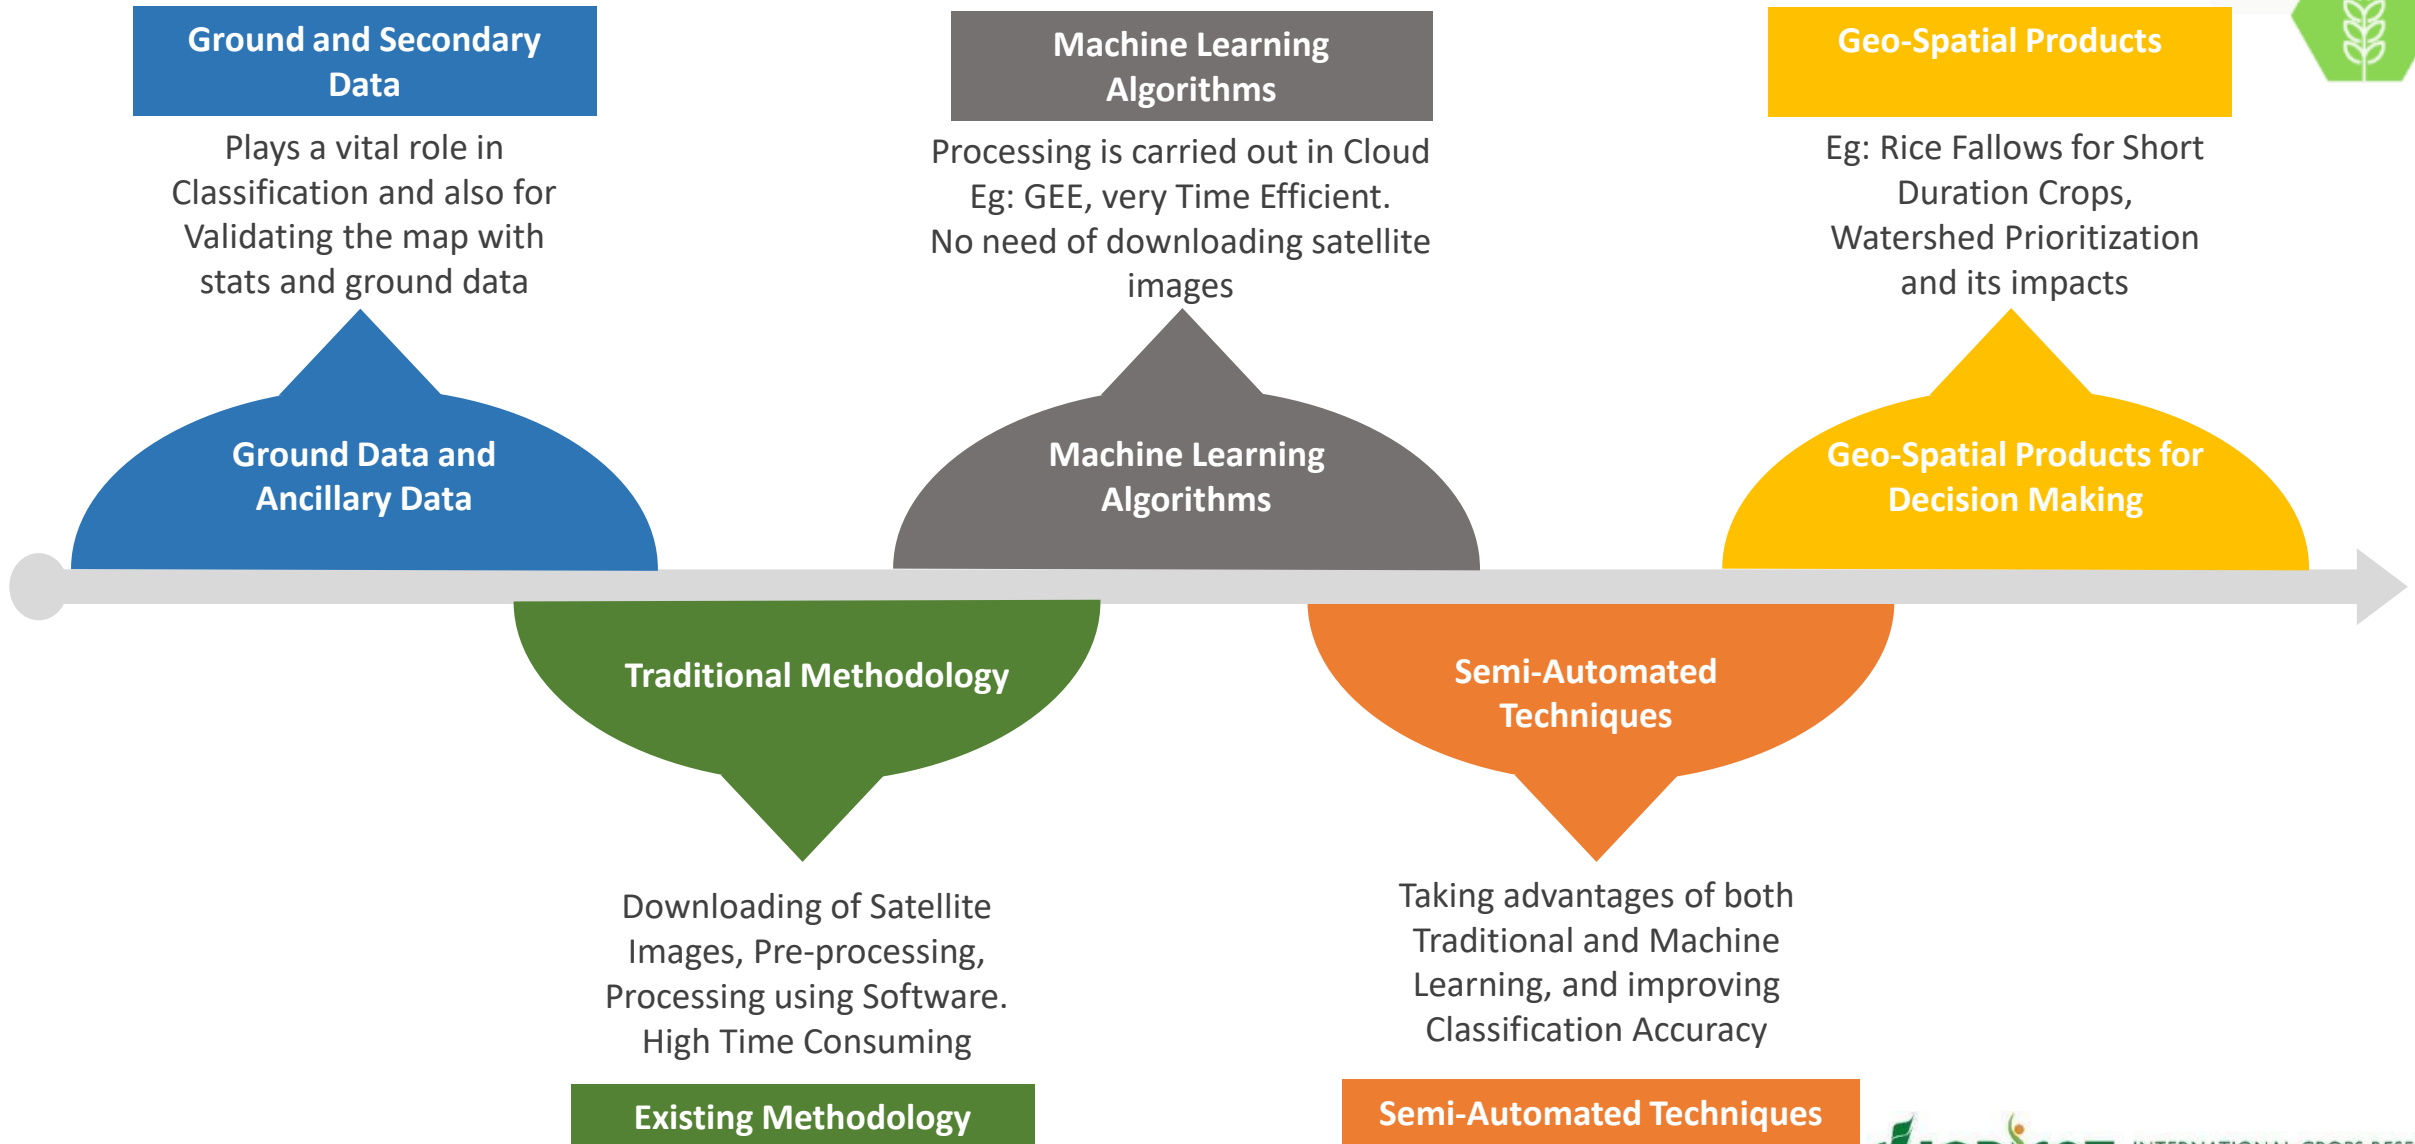 Ground and Secondary
Data
Plays a vital role in
Classification and also for
Validating the map with
stats and ground data
Ground Data and
Ancillary Data
Machine Learning
Algorithms
Processing is carried out in Cloud
Eg: GEE, very Time Efficient.
No need of downloading satellite
images
Machine Learning
Algorithms
Geo-Spatial Products
Eg: Rice Fallows for Short
Duration Crops,
Watershed Prioritization
and its impacts
Geo-Spatial Products for
Decision Making
Traditional Methodology
Downloading of Satellite
Images, Pre-processing,
Processing using Software.
High Time Consuming
Existing Methodology
Semi-Automated
Techniques
Taking advantages of both
Traditional and Machine
Learning, and improving
Classification Accuracy
Semi-Automated Techniques